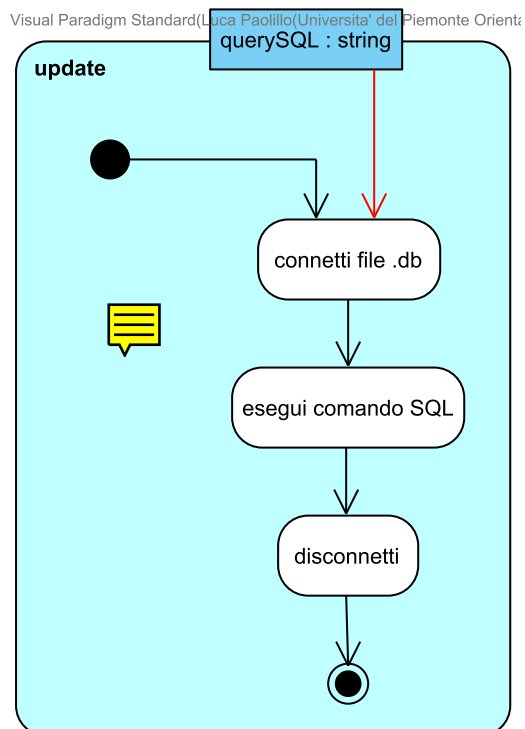 Visual Paradigm Standard(Luca Paolillo(Universita' del Piemonte Orienta
querySQL : string
update
connetti file .db
esegui comando SQL
disconnetti